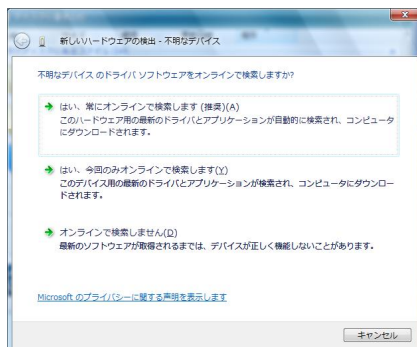 新しいハードウェアの検出 - 不明なデバイス
不明なデバイス のドライバ ソフトウェアをオンラインで検索しますか?
はい、常にオンラインで検索します (推奨)(A)
このハードウェア用の最新のドライバとアプリケーションが自動的に検索され、コンピュータ
にダウンロードされます。
はい、今回のみオンラインで検索します(Y)
このデバイス用の最新のドライバとアプリケーションが検索され、コンピュータにダウンロー
ドされます。
オンラインで検索しません(D)
最新のソフトウェアが取得されるまでは、デバイスが正しく機能しないことがあります。
Microsoft のプライバシーに関する声明を表示します
キャンセル